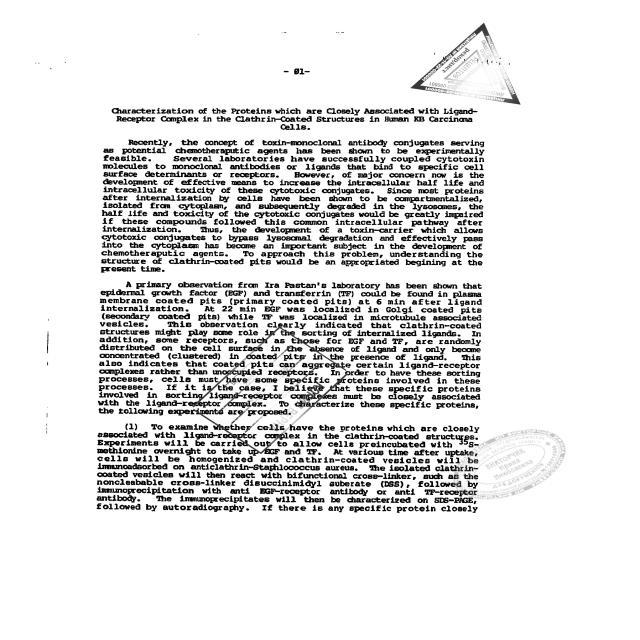 - 01-
Characterization of the Proteins which are Closely Associated with Ligand-
Receptor Complex in the Clathrin-Coated Structures in Human KB Carcinoma
Cells.
Recently, the concept of toxin-monoclonal antibody conjugates serving
as potential chemotheraputic agents has been shown to be experimentally
feasible. Several laboratories have successfully coupled cytotoxin
molecules to monoclonal antibodies or ligands that bind to specific cell
surface determinants or receptors. However, of major concern now is the
development of effective means to increase the intracellular half life and
intracellular toxicity of these cytotoxic conjugates. Since most proteins
after internalization by cells have been shown to be compartmentalized,
isolated from cytoplasm, and subsequently degraded in the lysosomes, the
half life and toxicity of the cytotoxic conjugates would be greatly impaired
if these compounds followed this common intracellular pathway after
internalization. Thus, the development of a toxin-carrier which allows
cytotoxic conjugates to bypass lysosomal degradation and effectively pass
into the cytoplasm has become an important subject in the development of
chemotheraputic agents. To approach this problem, understanding the
structure of clathrin-coated pits would be an appropriated begining at the
present time.
A primary observation from Ira Pastan's laboratory has been shown that
epidermal growth factor (EGF) and transferrin (TF) could be found in plasma
membrane coated pits (primary coated pits) at 6 min after ligand
internalization. At 22 min EGF was localized in Golgi coated pits
(secondary coated pits) while TF was localized in microtubule associated
vesicles. This observation clearly indicated that clathrin-coated
structures might play some role in the sorting of internalized ligands. In
addition, some receptors, such as those for EGF and TF, are randomly
distributed on the cell surface in the absence of ligand and only become
concentrated (clustered) in coated pits in the presence of ligand. This
also indicates that coated pits can aggregate certain ligand-receptor
complexes rather than unoccupied receptors. In order to have these sorting
processes, cells must have some specific proteins involved in these
processes. If it is the case, I believe that these specific proteins
involved in sorting ligand-receptor complexes must be closely associated
with the ligand-receptor complex. To characterize these specific proteins,
the following experiments are proposed.
(1) To examine whether cells have the proteins which are closely
associated with ligand-receptor complex in the clathrin-coated structures.
Experiments will be carried out to allow cells preincubated with 35S-
methionine overnight to take up EGF and TF. At various time after uptake,
cells will be homogenized and clathrin-coated vesicles will be
immunoadsorbed on anticlathrin-Staphlococcus aureus. The isolated clathrin-
coated vesicles will then react with bifunctional cross-linker, such as the
noncleabable cross-linker disuccinimidyl suberate (DSS), followed by
immunoprecipitation with anti EGF-receptor antibody or anti TF-receptor
antibody. The immunoprecipitates will then be characterized on SDS-PAGE,
followed by autoradiography. If there is any specific protein closely